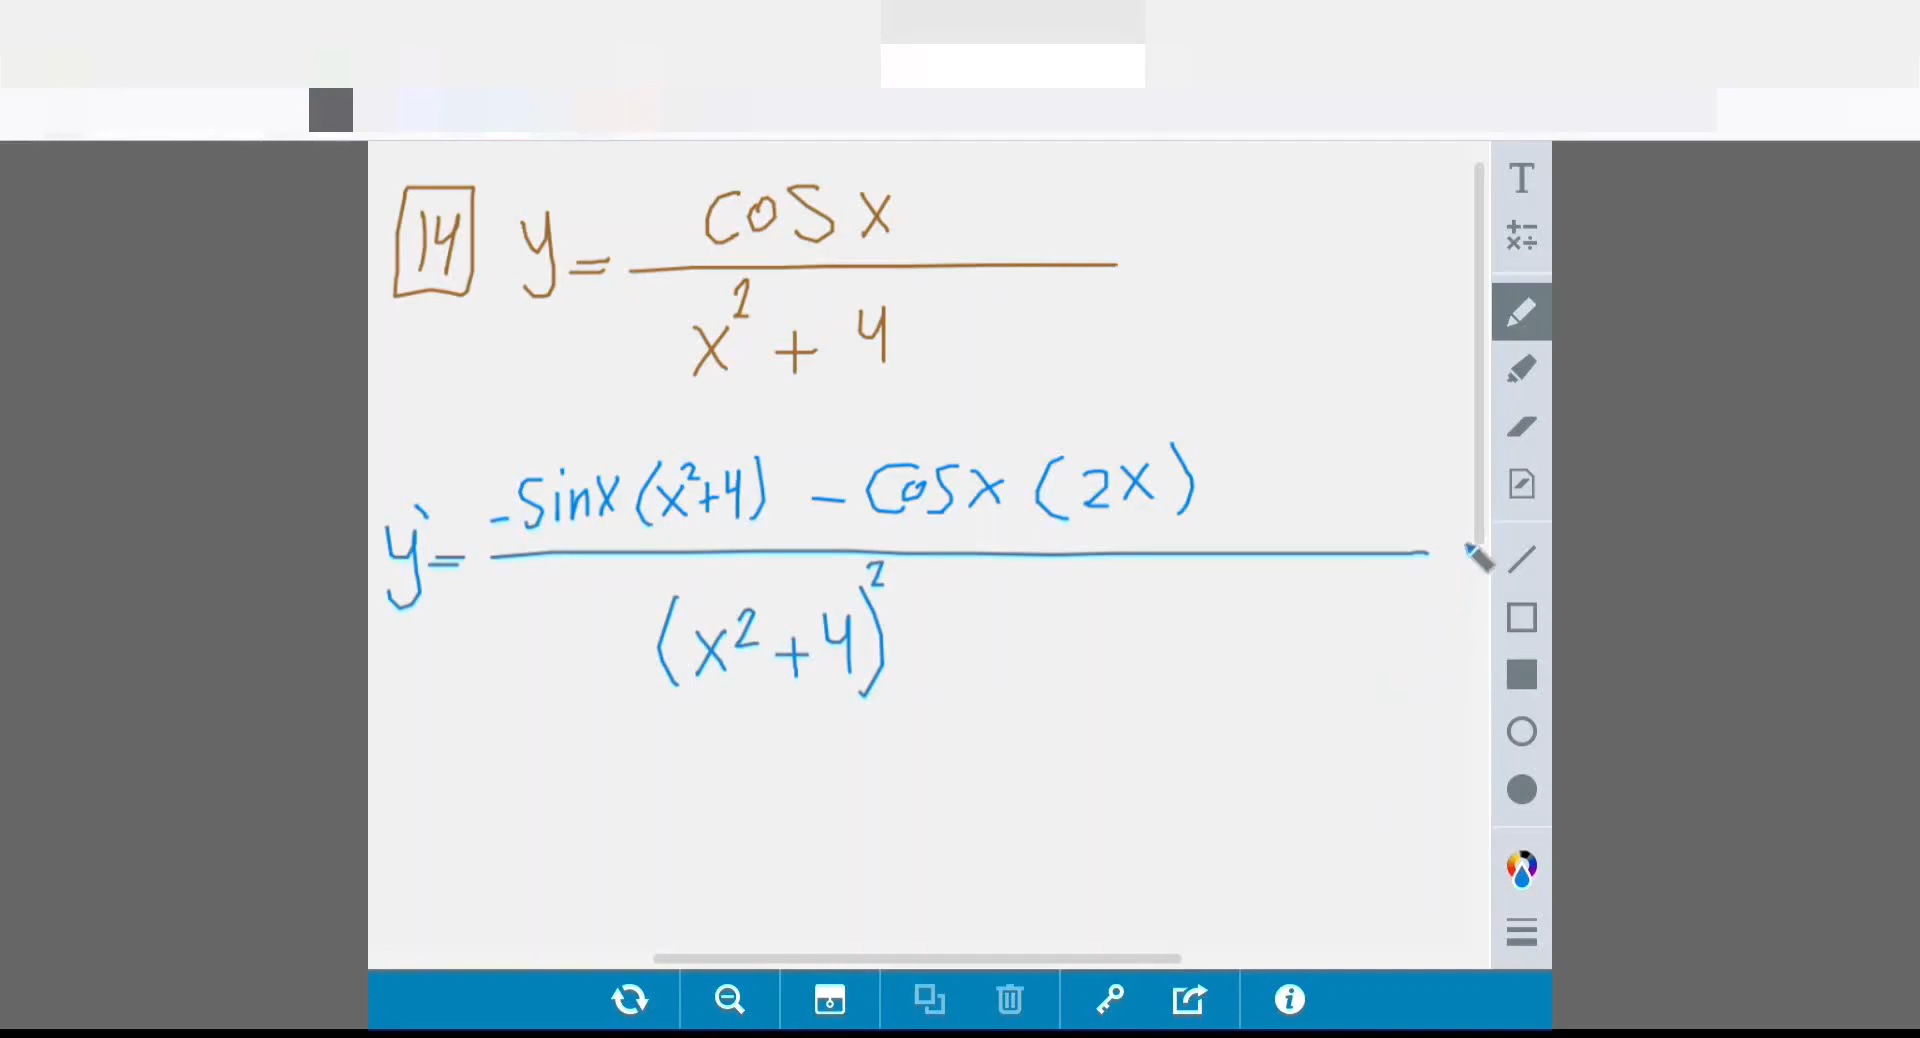 14 y = cos x / x² + 4
y' = -sinx (x²+4) - cosx (2x) / (x² + 4)²
T